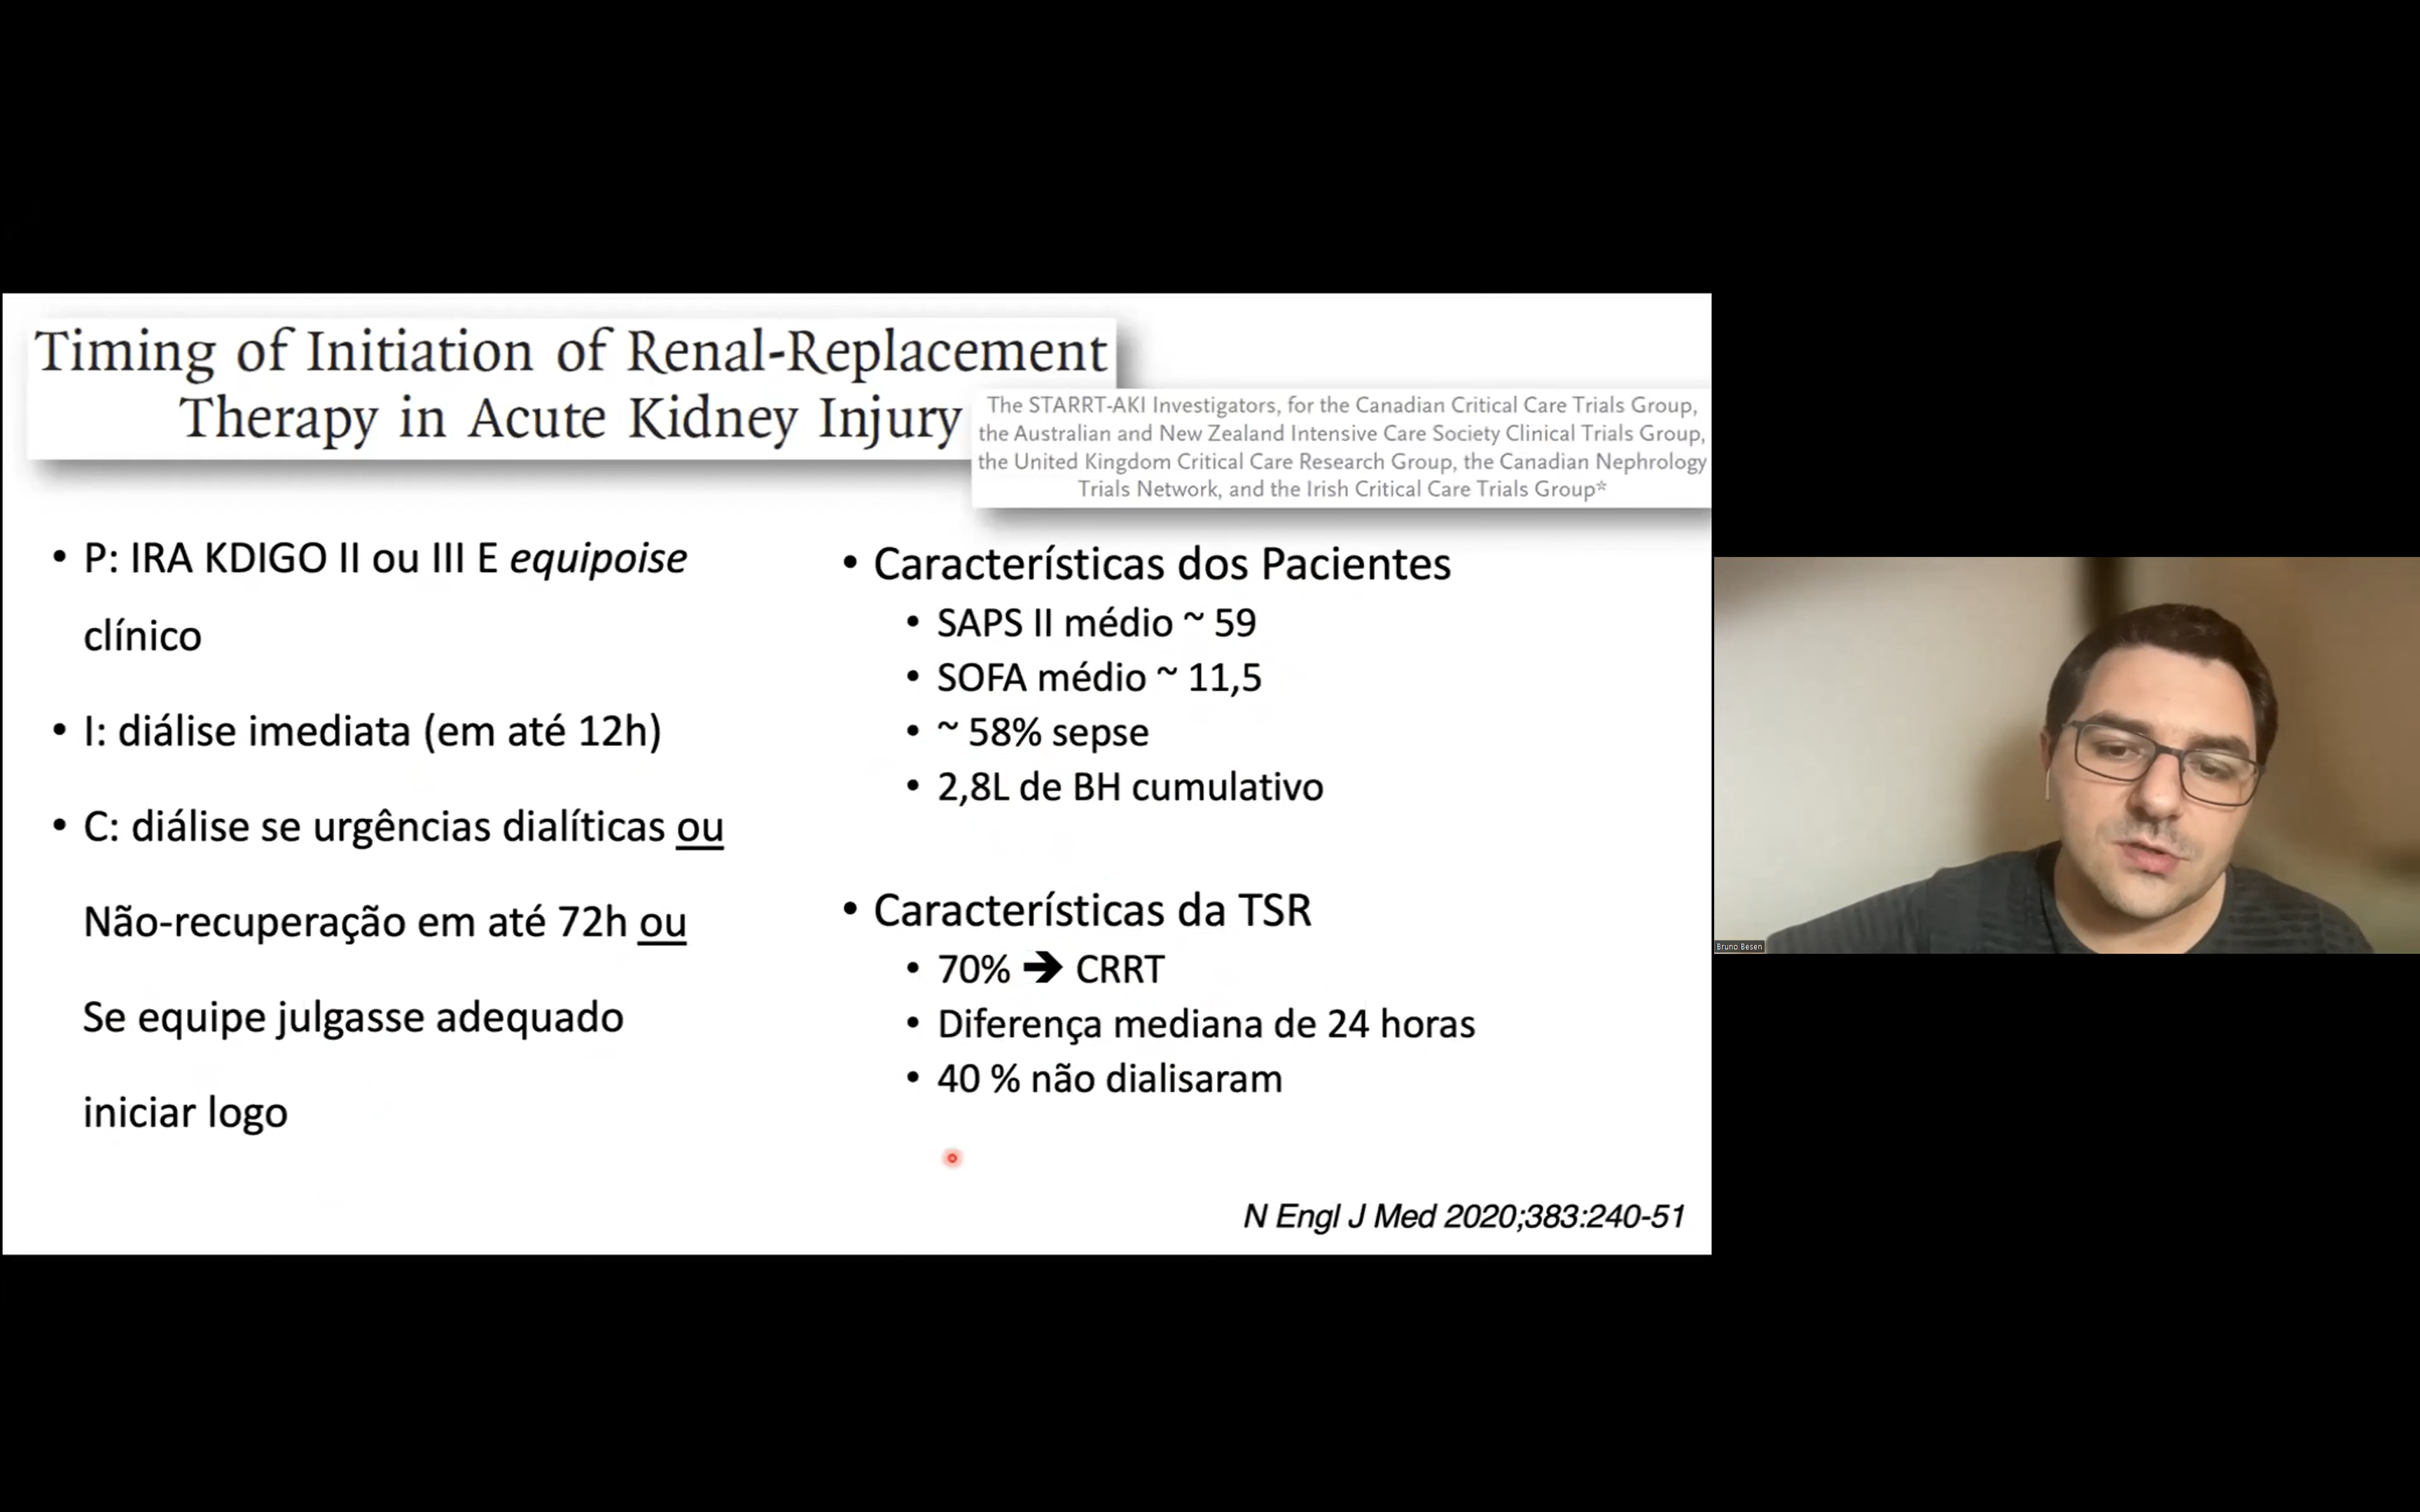 Timing of Initiation of Renal-Replacement
Therapy in Acute Kidney Injury
The STARRT-AKI Investigators, for the Canadian Critical Care Trials Group,
the Australian and New Zealand Intensive Care Society Clinical Trials Group,
the United Kingdom Critical Care Research Group, the Canadian Nephrology
Trials Network, and the Irish Critical Care Trials Group*
• P: IRA KDIGO II ou III E equipoise
clínico
• I: diálise imediata (em até 12h)
• C: diálise se urgências dialíticas ou
Não-recuperação em até 72h ou
Se equipe julgasse adequado
iniciar logo
• Características dos Pacientes
• SAPS II médio ~ 59
• SOFA médio ~ 11,5
• ~ 58% sepse
• 2,8L de BH cumulativo
• Características da TSR
• 70% ➔ CRRT
• Diferença mediana de 24 horas
• 40 % não dialisaram
N Engl J Med 2020;383:240-51
Bruno Besen